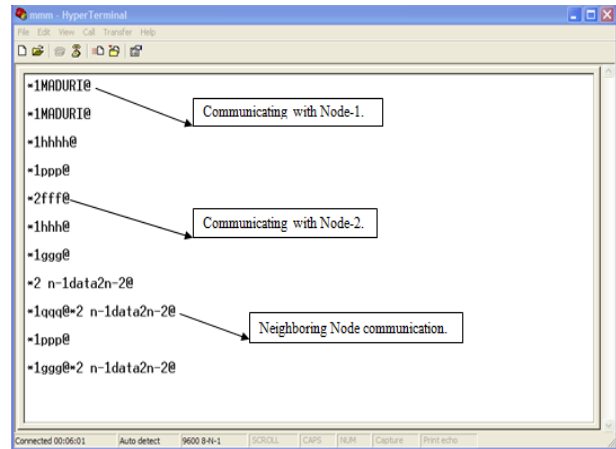 mmm - HyperTerminal
File Edit View Call Transfer Help
*1MADURI@
Communicating with Node-1.
*1MADURI@
*1hhhh@
*1ppp@
*2fff@
Communicating with Node-2.
*1hhh@
*1ggg@
*2 n-1data2n-2@
*1qqq@*2 n-1data2n-2@
Neighboring Node communication.
*1ppp@
*1ggg@*2 n-1data2n-2@
Connected 00:06:01 Auto detect 9600 8-N-1 SCROLL CAPS NUM Capture Print echo